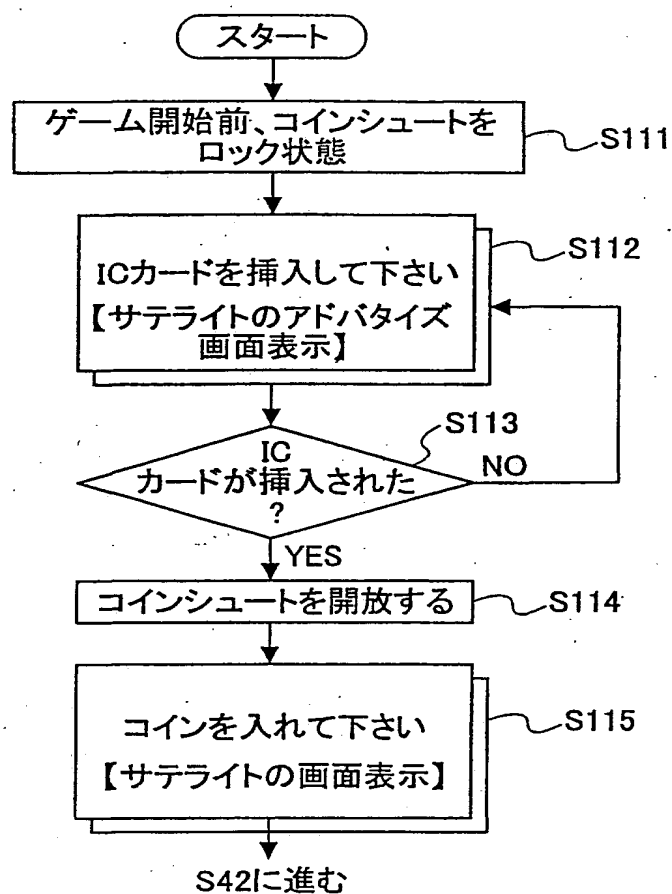 スタート
ゲーム開始前、コインシュートを
ロック状態
S111
ICカードを挿入して下さい
【サテライトのアドバタイズ
画面表示】
S112
IC
カードが挿入された
?
S113
NO
YES
コインシュートを開放する
S114
コインを入れて下さい
【サテライトの画面表示】
S115
S42に進む